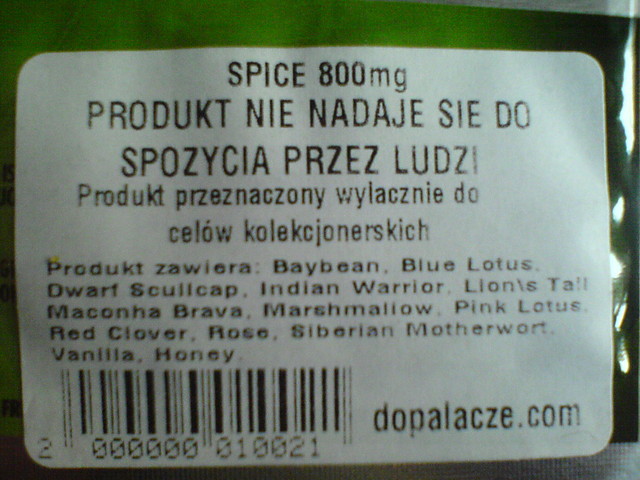 SPICE 800mg
PRODUKT NIE NADAJE SIE DO
SPOZYCIA PRZEZ LUDZI
Produkt przeznaczony wylacznie do
celów kolekcjonerskich
Produkt zawiera: Baybean, Blue Lotus,
Dwarf Scullcap, Indian Warrior, Lion\s Tail
Maconha Brava, Marshmallow, Pink Lotus,
Red Clover, Rose, Siberian Motherwort,
Vanilla, Honey
dopalacze.com
2 000000 010021